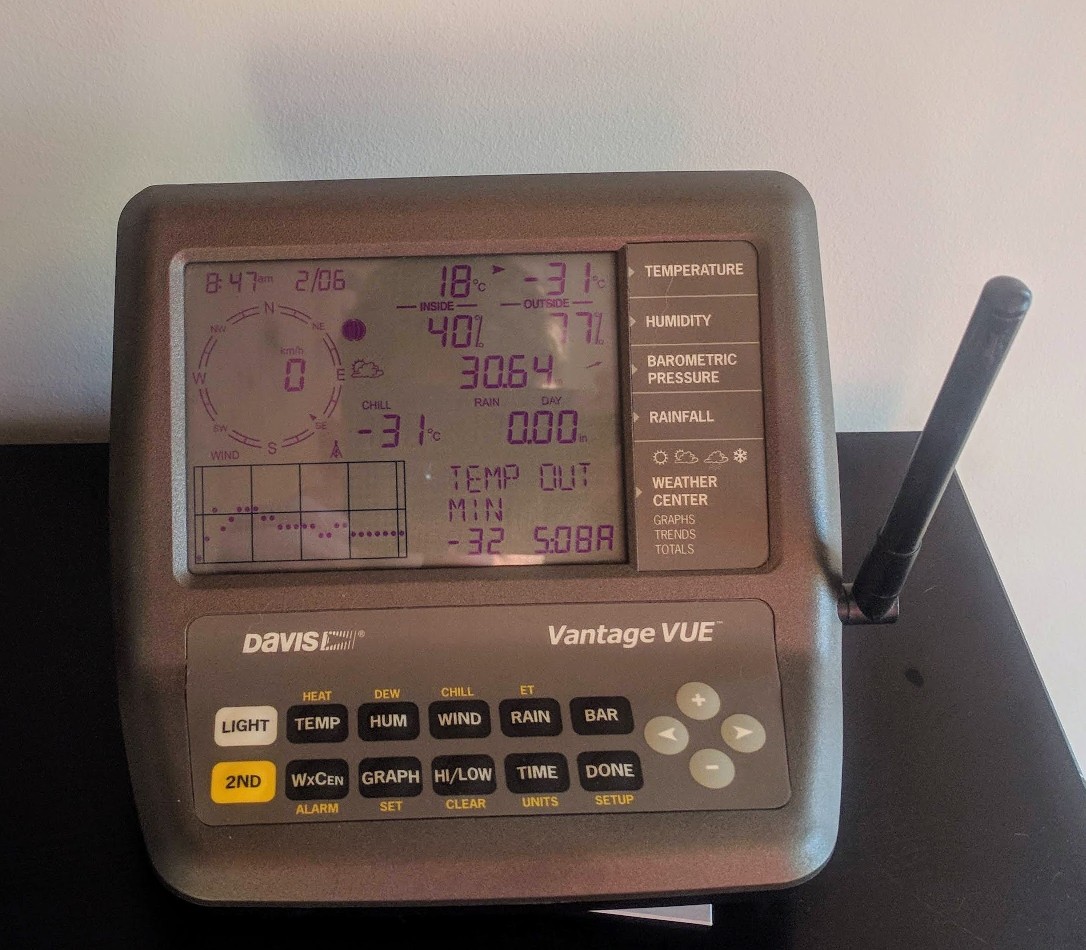 8:47am 2/06 18°c -31°c
INSIDE OUTSIDE
N
NW NE
40% 77%
km/h
W 0 E
30.64
CHILL RAIN DAY
-31°c 0.00in
SW SE
S
WIND
TEMP OUT
MIN
-32 5:08A
TEMPERATURE
HUMIDITY
BAROMETRIC
PRESSURE
RAINFALL
WEATHER
CENTER
GRAPHS
TRENDS
TOTALS
DAVIS® Vantage VUE™
HEAT DEW CHILL ET
LIGHT TEMP HUM WIND RAIN BAR
+
2ND WxCEN GRAPH HI/LOW TIME DONE
-
ALARM SET CLEAR UNITS SETUP